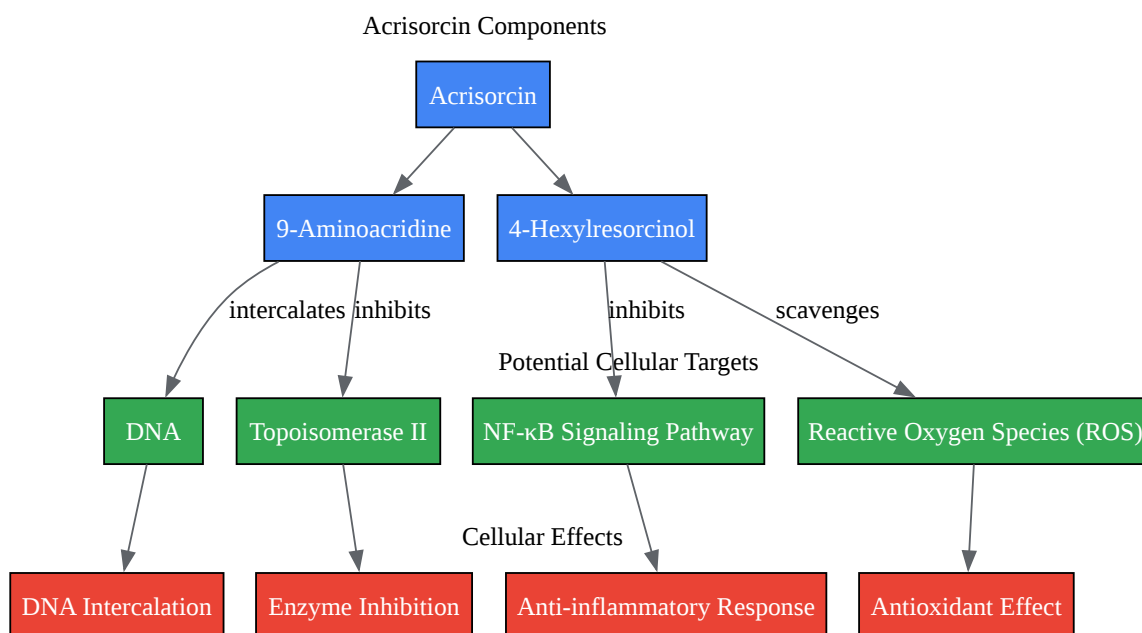 Acrisorcin Components
Acrisorcin
9-Aminoacridine
4-Hexylresorcinol
intercalates
inhibits
inhibits
scavenges
Potential Cellular Targets
DNA
Topoisomerase II
NF-κB Signaling Pathway
Reactive Oxygen Species (ROS)
Cellular Effects
DNA Intercalation
Enzyme Inhibition
Anti-inflammatory Response
Antioxidant Effect